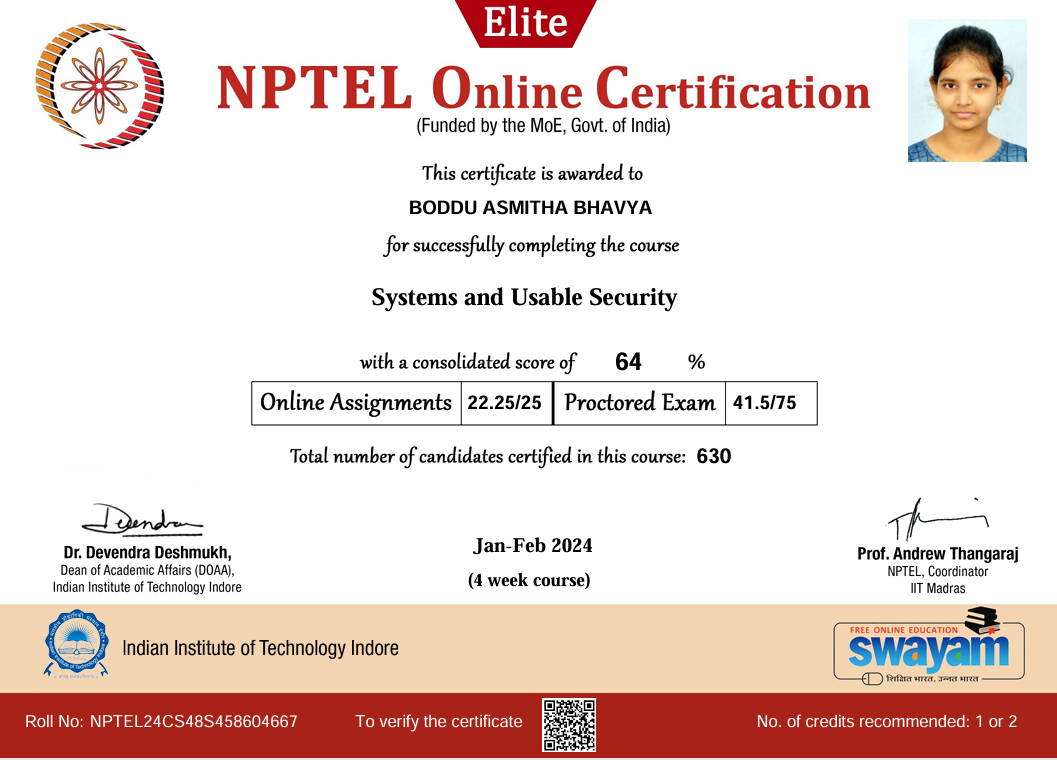 Elite
NPTEL Online Certification
(Funded by the MoE, Govt. of India)
This certificate is awarded to
BODDU ASMITHA BHAVYA
for successfully completing the course
Systems and Usable Security
with a consolidated score of 64 %
Online Assignments 22.25/25 Proctored Exam 41.5/75
Total number of candidates certified in this course: 630
Devendra
Dr. Devendra Deshmukh,
Dean of Academic Affairs (DOAA),
Indian Institute of Technology Indore
Jan-Feb 2024
(4 week course)
Prof. Andrew Thangaraj
NPTEL, Coordinator
IIT Madras
Indian Institute of Technology Indore
FREE ONLINE EDUCATION
swayam
शिक्षित भारत, उन्नत भारत
Roll No: NPTEL24CS48S458604667
To verify the certificate
No. of credits recommended: 1 or 2